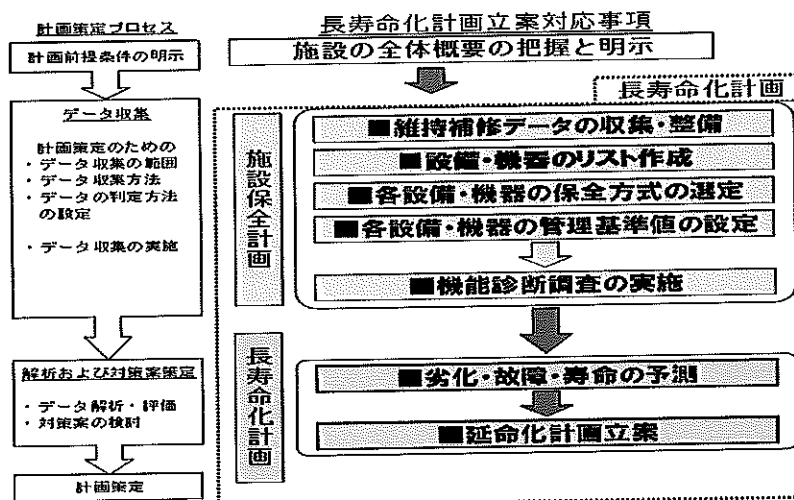 計画策定プロセス
計画前提条件の明示
データ収集
計画策定のための
・データ収集の範囲
・データ収集方法
・データの判定方法
の設定
・データ収集の実施
解析および対策案策定
・データ解析・評価
・対策案の検討
計画策定
長寿命化計画立案対応事項
施設の全体概要の把握と明示
長寿命化計画
施設保全計画
■維持補修データの収集・整備
■設備・機器のリスト作成
■各設備・機器の保全方式の選定
■各設備・機器の管理基準値の設定
■機能診断調査の実施
長寿命化計画
■劣化・故障・寿命の予測
■延命化計画立案